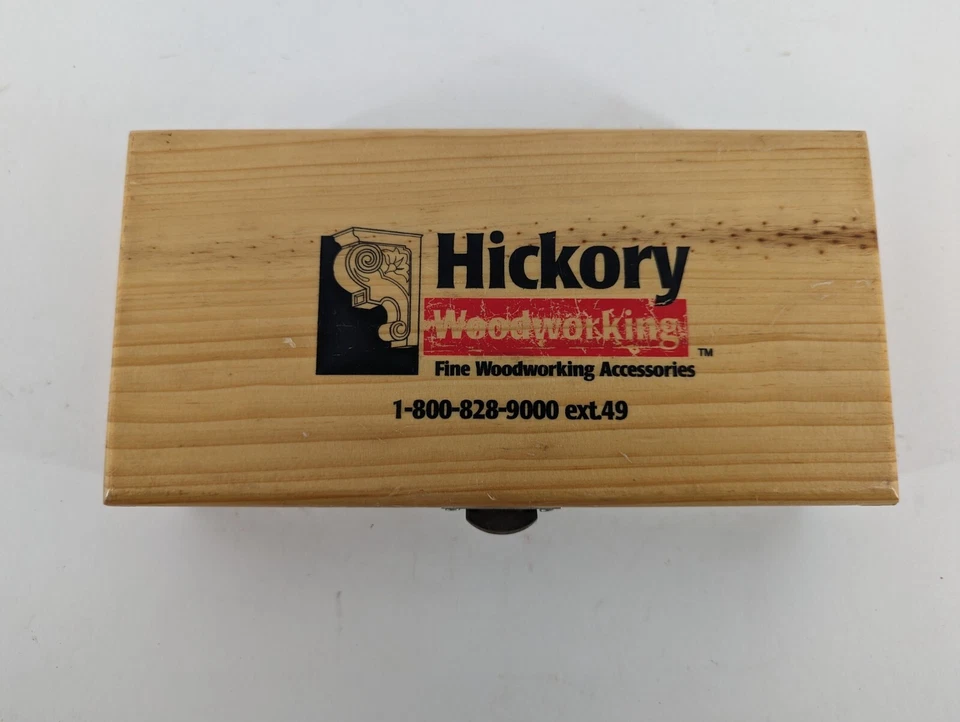 Hickory
Woodworking
TM
Fine Woodworking Accessories
1-800-828-9000 ext.49